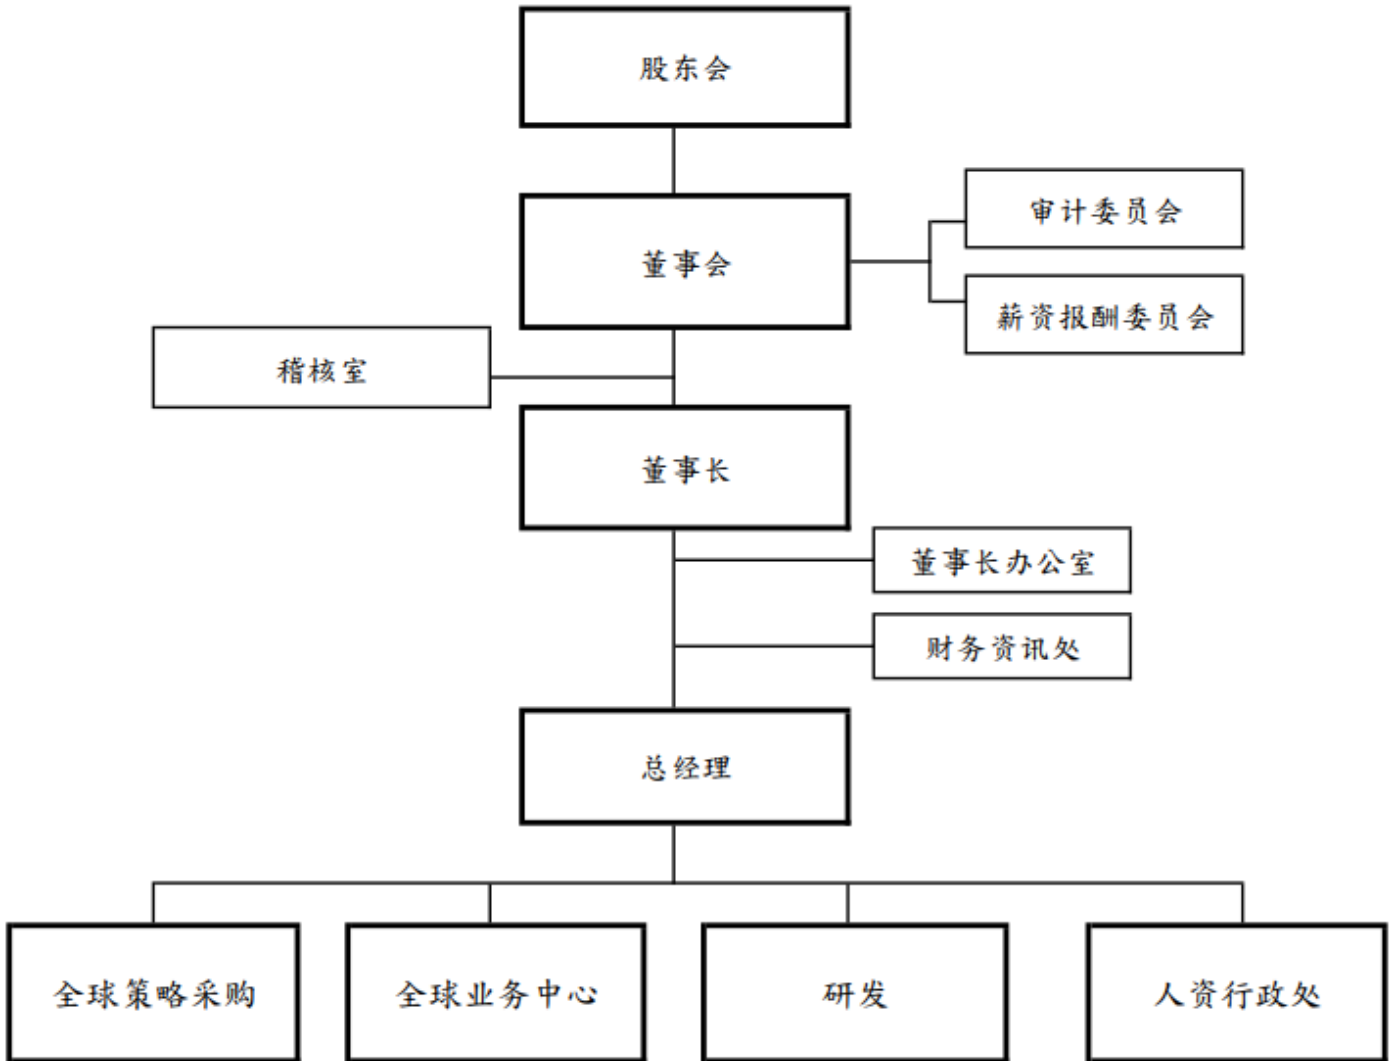 股东会
董事会
审计委员会
薪资报酬委员会
稽核室
董事长
董事长办公室
财务资讯处
总经理
全球策略采购
全球业务中心
研发
人资行政处